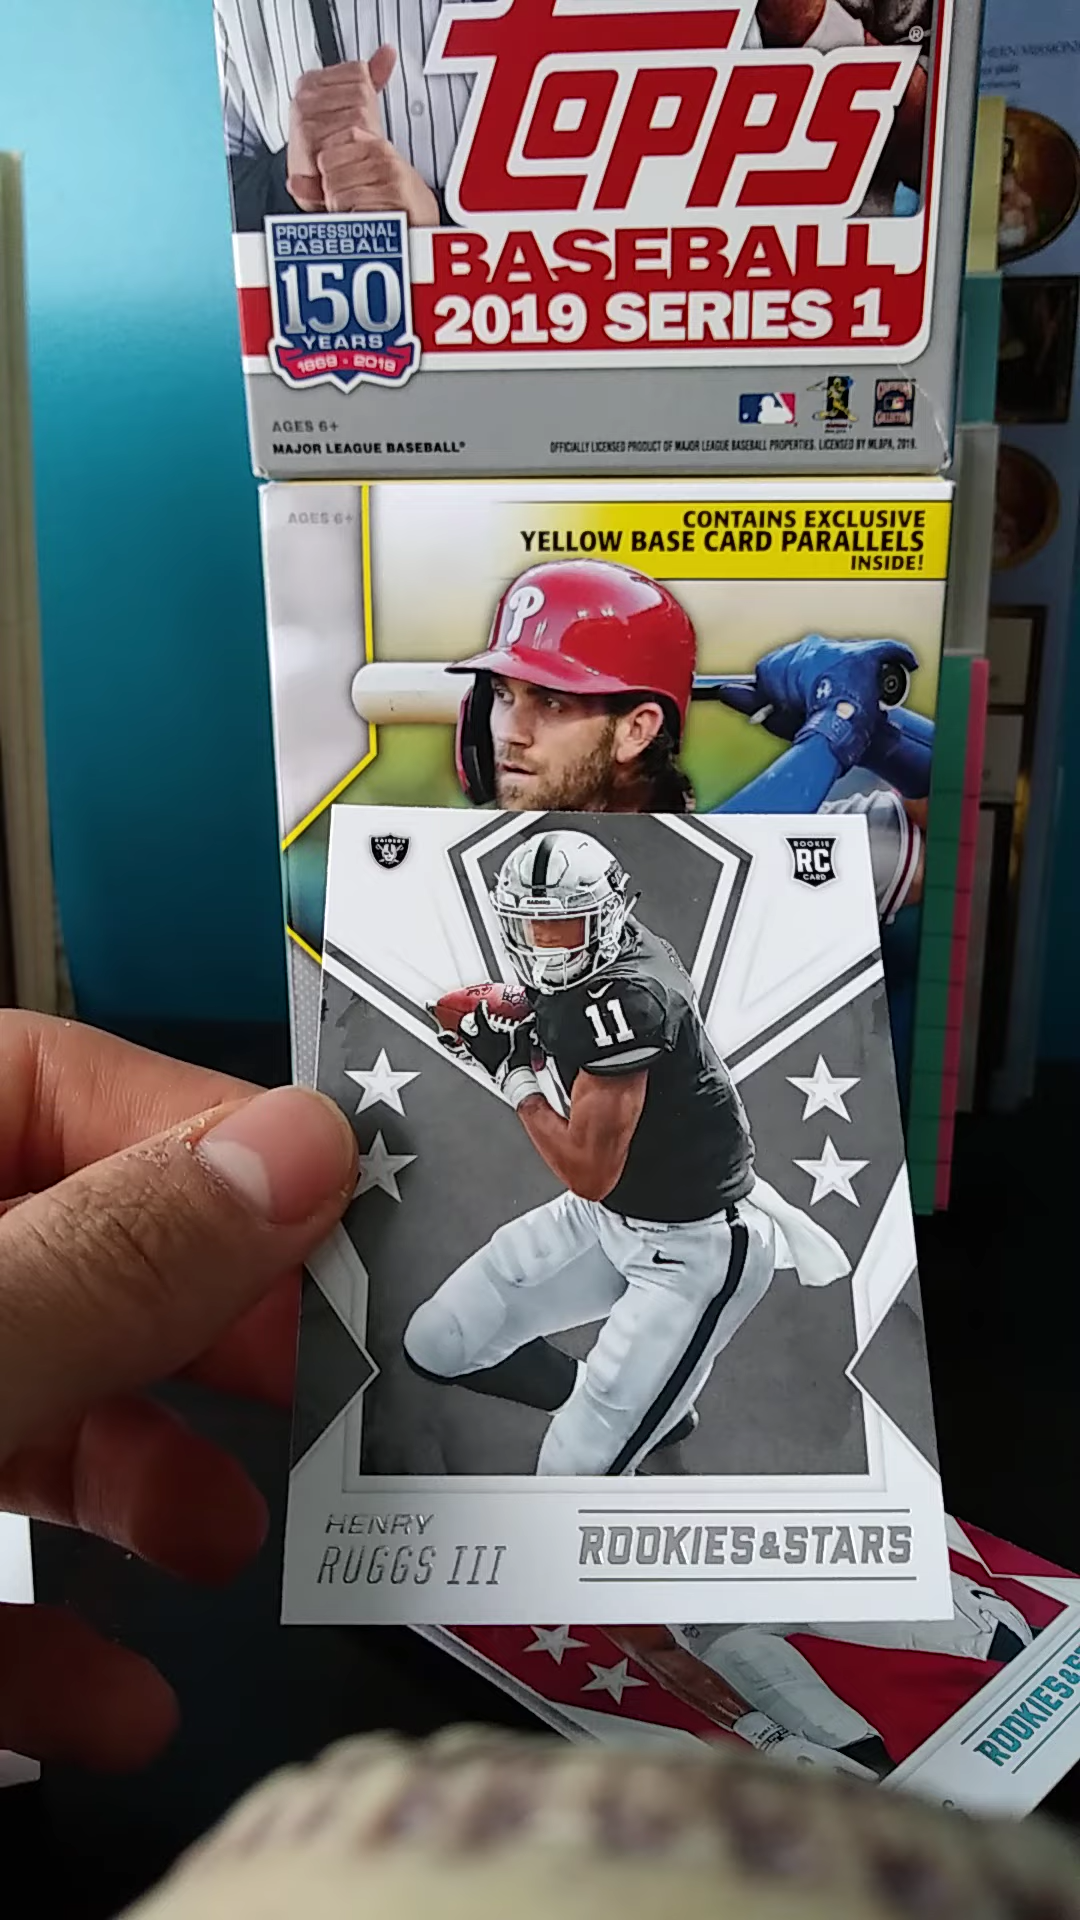 Topps®
PROFESSIONAL
BASEBALL
150
YEARS
1869 · 2019
BASEBALL
2019 SERIES 1
AGES 6+
MAJOR LEAGUE BASEBALL®
OFFICIALLY LICENSED PRODUCT OF MAJOR LEAGUE BASEBALL PROPERTIES. LICENSED BY MLBPA, 2019.
AGES 6+
CONTAINS EXCLUSIVE
YELLOW BASE CARD PARALLELS
INSIDE!
P
RAIDERS
ROOKIE
RC
CARD
RAIDERS
11
HENRY
RUGGS III
ROOKIES&STARS
ROOKIES&S